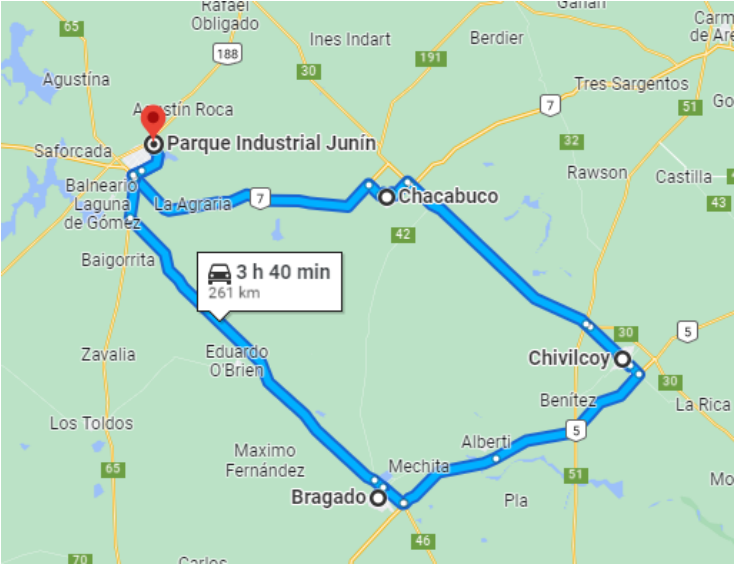 Rafael
Obligado
Gahan
65
188
Ines Indart
Berdier
Carm
de Are
30
191
Agustína
Tres Sargentos
7
51
Go
Agustín Roca
Parque Industrial Junín
32
Saforcada
Rawson
Castilla
Balneario
Laguna
de Gómez
La Agraria
7
Chacabuco
43
42
Baigorrita
3 h 40 min
261 km
30
5
Zavalia
Eduardo
O'Brien
Chivilcoy
30
Benítez
La Rica
Los Toldos
5
Alberti
Maximo
Fernández
65
Mechita
51
Mo
Bragado
Pla
46
70
Carlos